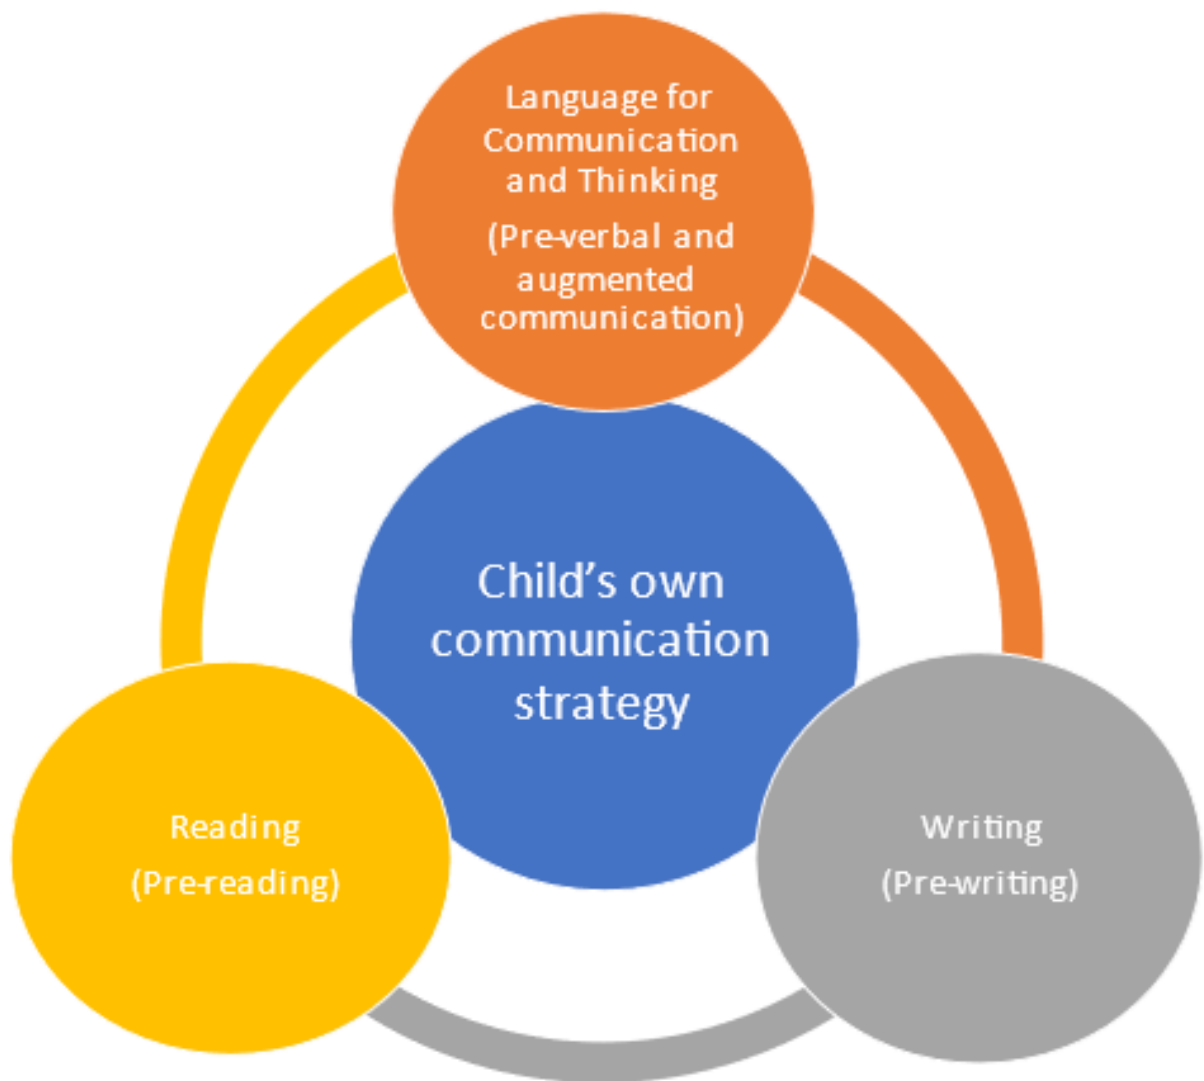 Language for
Communication
and Thinking
(Pre-verbal and
augmented
communication)
Child’s own
communication
strategy
Reading
(Pre-reading)
Writing
(Pre-writing)